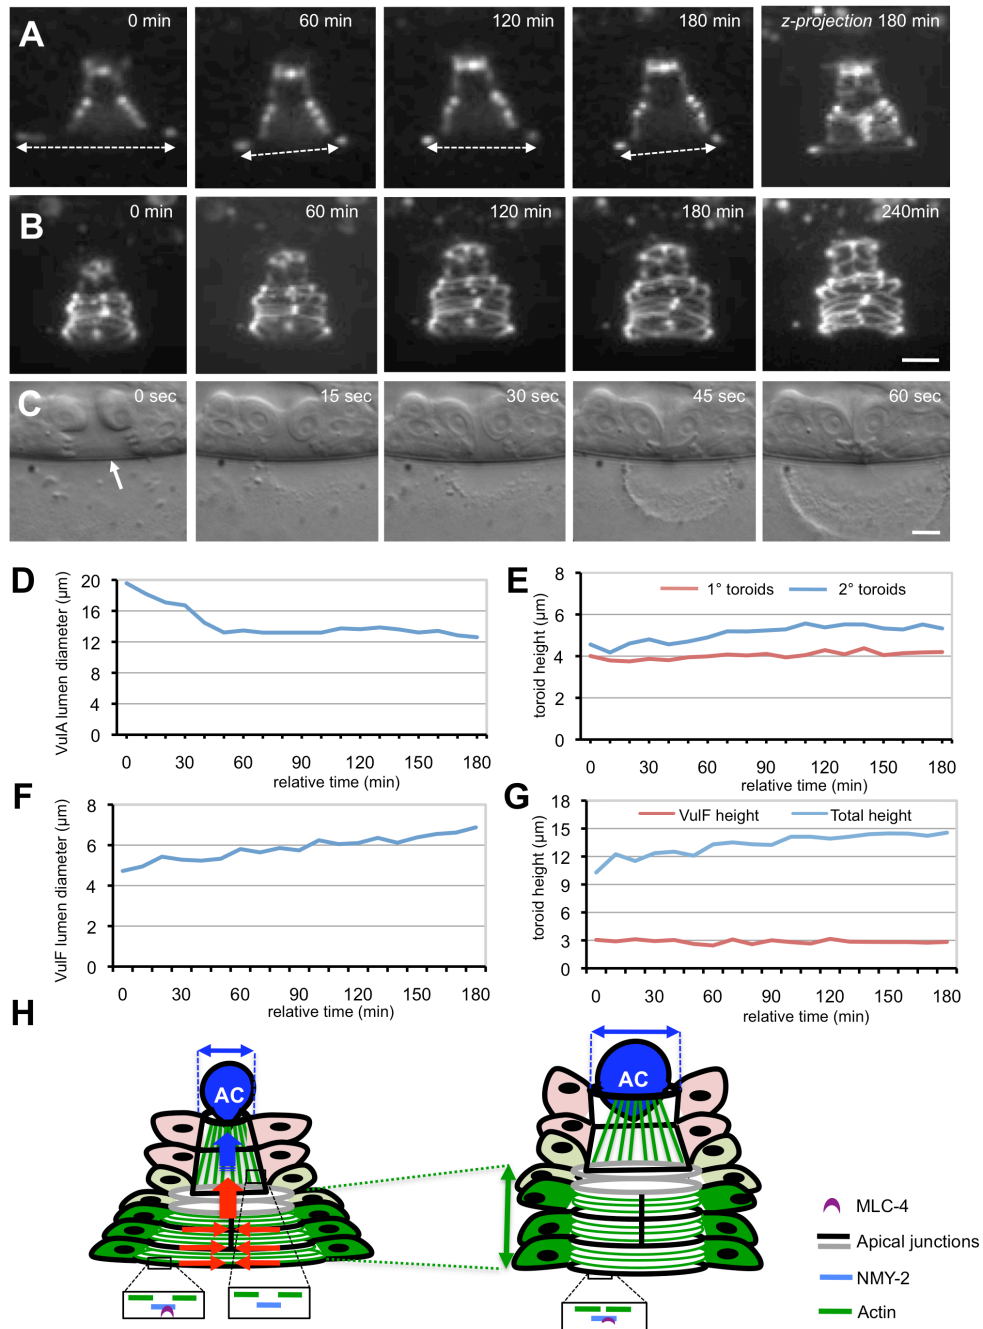 A
0 min
60 min
120 min
180 min
z-projection 180 min
B
0 min
60 min
120 min
180 min
240min
C
0 sec
15 sec
30 sec
45 sec
60 sec
D
VulA lumen diameter (µm)
20
16
12
8
4
0
0 30 60 90 120 150 180
relative time (min)
E
toroid height (µm)
1° toroids 2° toroids
8
6
4
2
0
0 30 60 90 120 150 180
relative time (min)
F
VulF lumen diameter (µm)
8
6
4
2
0
0 30 60 90 120 150 180
relative time (min)
G
toroid height (µm)
VulF height Total height
18
15
12
9
6
3
0
0 30 60 90 120 150 180
relative time (min)
H
AC
AC
MLC-4
Apical junctions
NMY-2
Actin